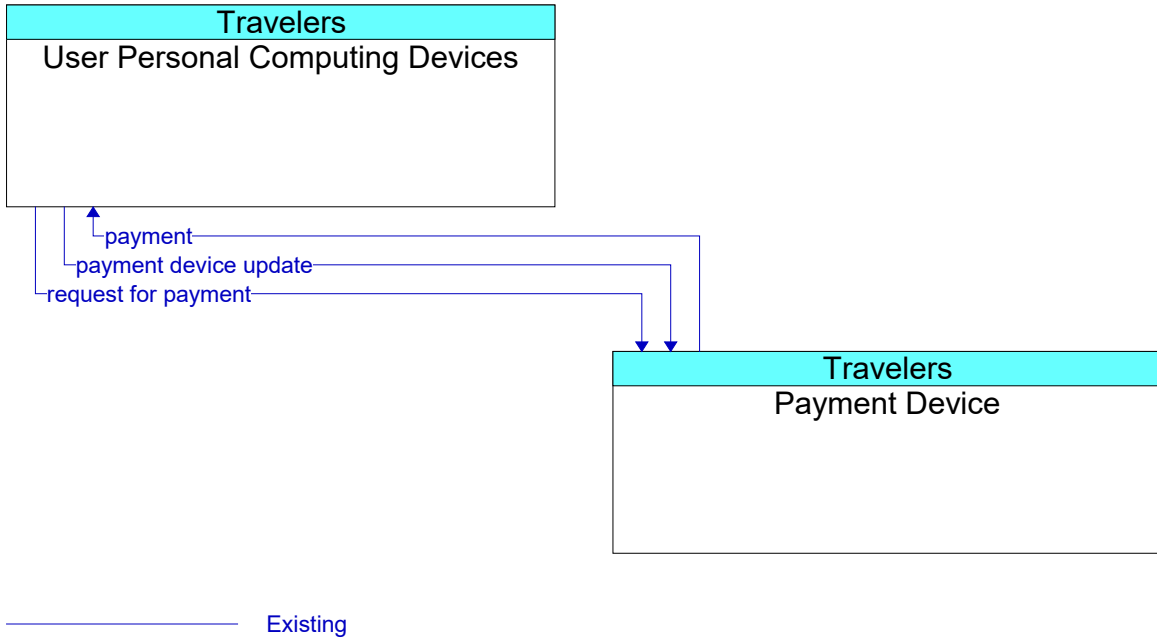 Travelers
User Personal Computing Devices
payment
payment device update
request for payment
Travelers
Payment Device
Existing